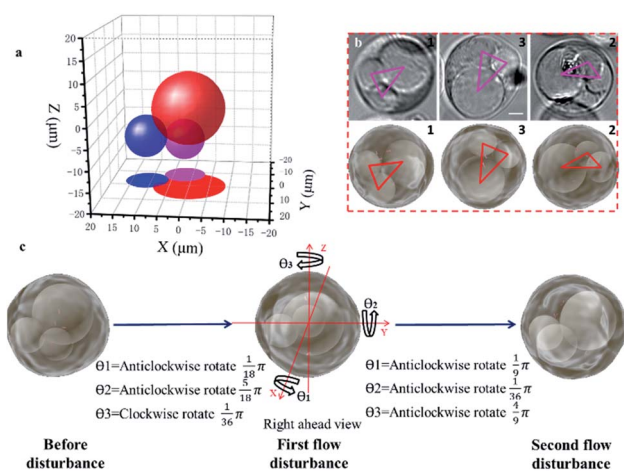 a
20
15
10
5
0
-5
-10
-15
-20
Z
(μm)
20 15 10 5 0 -5 -10 -15 -20
X (μm)
-20
-10
0
10
20
Y (μm)
b
1 3 2
1 3 2
c
Z
Θ3
Θ2
Y
X
Θ1
Θ1=Anticlockwise rotate 1/18 π
Θ2=Anticlockwise rotate 5/18 π
Θ3=Clockwise rotate 1/36 π
Θ1=Anticlockwise rotate 1/9 π
Θ2=Anticlockwise rotate 1/36 π
Θ3=Anticlockwise rotate 4/9 π
Right ahead view
Before
disturbance
First flow
disturbance
Second flow
disturbance